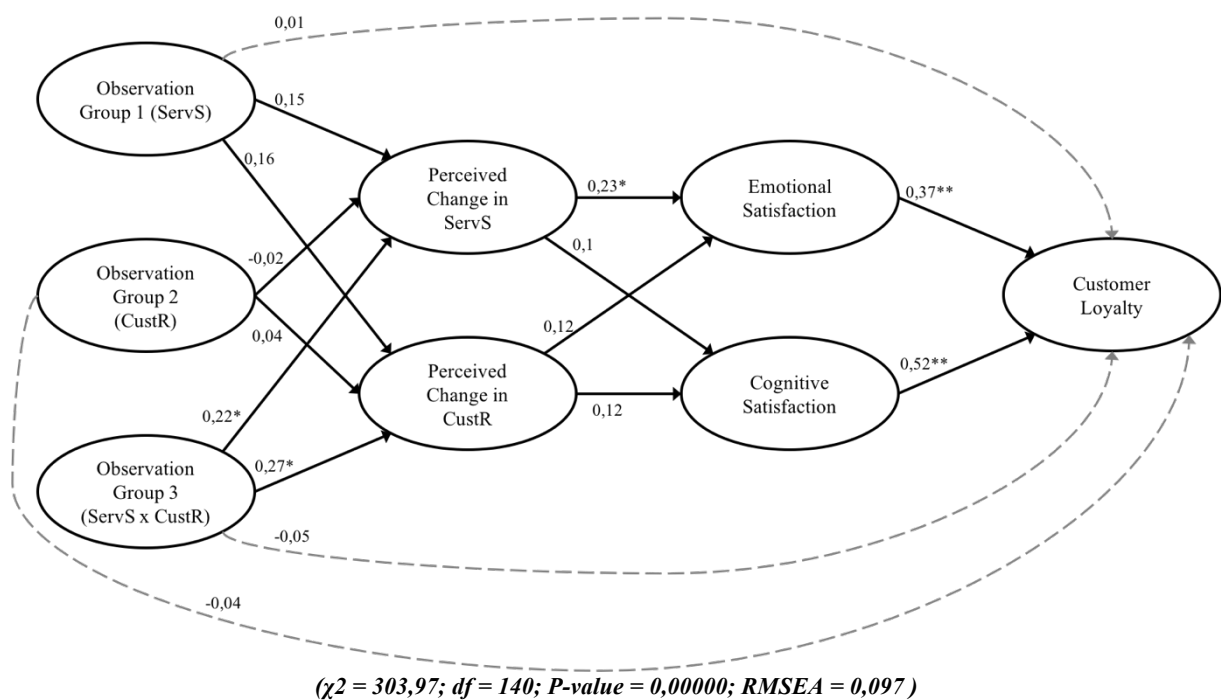 0,01
Observation
Group 1 (ServS)
0,15
0,16
Perceived
Change in
ServS
0,23*
Emotional
Satisfaction
0,37**
0,1
-0,02
Observation
Group 2
(CustR)
0,04
Customer
Loyalty
0,12
Perceived
Change in
CustR
0,12
Cognitive
Satisfaction
0,52**
0,22*
Observation
Group 3
(ServS x CustR)
0,27*
-0,05
-0,04
(χ2 = 303,97; df = 140; P-value = 0,00000; RMSEA = 0,097 )